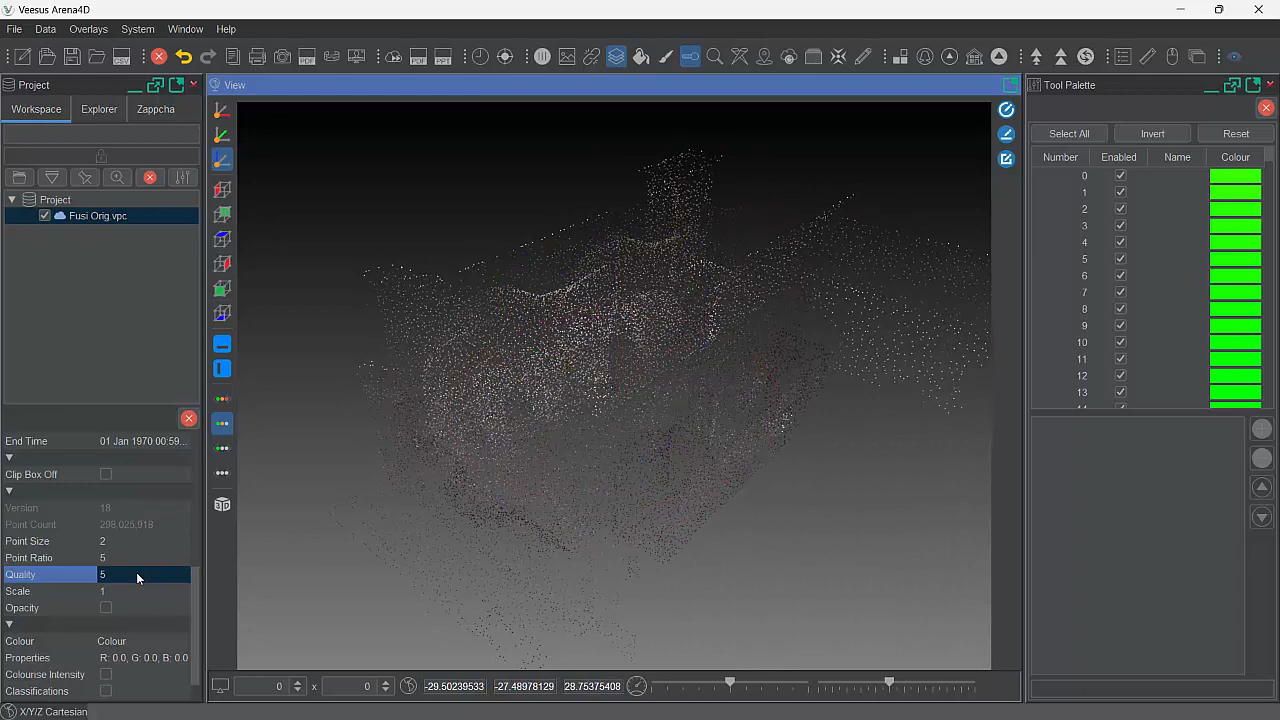 Veesus Arena4D
File Data Overlays System Window Help
Project
View
Tool Palette
Workspace Explorer Zappcha
Select All Invert Reset
Number Enabled Name Colour
Project
Fusi Orig.vpc
0
1
2
3
4
5
6
7
8
9
10
11
12
13
End Time 01 Jan 1970 00:59...
Clip Box Off
Version 18
Point Count 298,025,918
Point Size 2
Point Ratio 5
Quality 5
Scale 1
Opacity
Colour Colour
Properties R: 0.0, G: 0.0, B: 0.0
Colourise Intensity
Classifications
0 x 0 -29.50239533 -27.48978129 28.75375408
X/Y/Z Cartesian